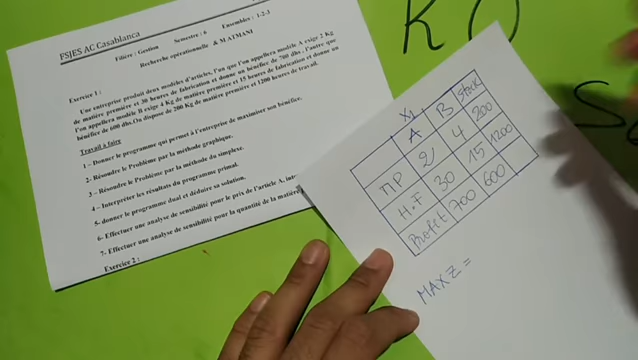 FSJES AC Casablanca
Filière : Gestion Semestre : 6 Ensembles : 1-2-3
Recherche opérationnelle & M.ATMANI
Exercice 1 :
Une entreprise produit deux modèles d'articles, l'un que l'on appellera modèle A exige 2 Kg
de matière première et 30 heures de fabrication et donne un bénéfice de 700 dhs, l'autre que
l'on appellera modèle B exige 4 Kg de matière première et 15 heures de fabrication et donne un
bénéfice de 600 dhs. On dispose de 200 Kg de matière première et 1200 heures de travail.
Travail à faire
1 – Donner le programme qui permet à l'entreprise de maximiser son bénéfice.
2- Résoudre le Problème par la méthode graphique.
3 – Résoudre le Problème par la méthode du simplexe.
4 – Interpréter les résultats du programme primal.
5- donner le programme dual et déduire sa solution.
6- Effectuer une analyse de sensibilité pour le prix de l'article A,
7- Effectuer une analyse de sensibilité pour la quantité de la matière
Exercice 2 :
R O
S
X1
A B Stock
MP 2 4 200
H.F 30 15 1200
Profit 700 600
MAX Z =